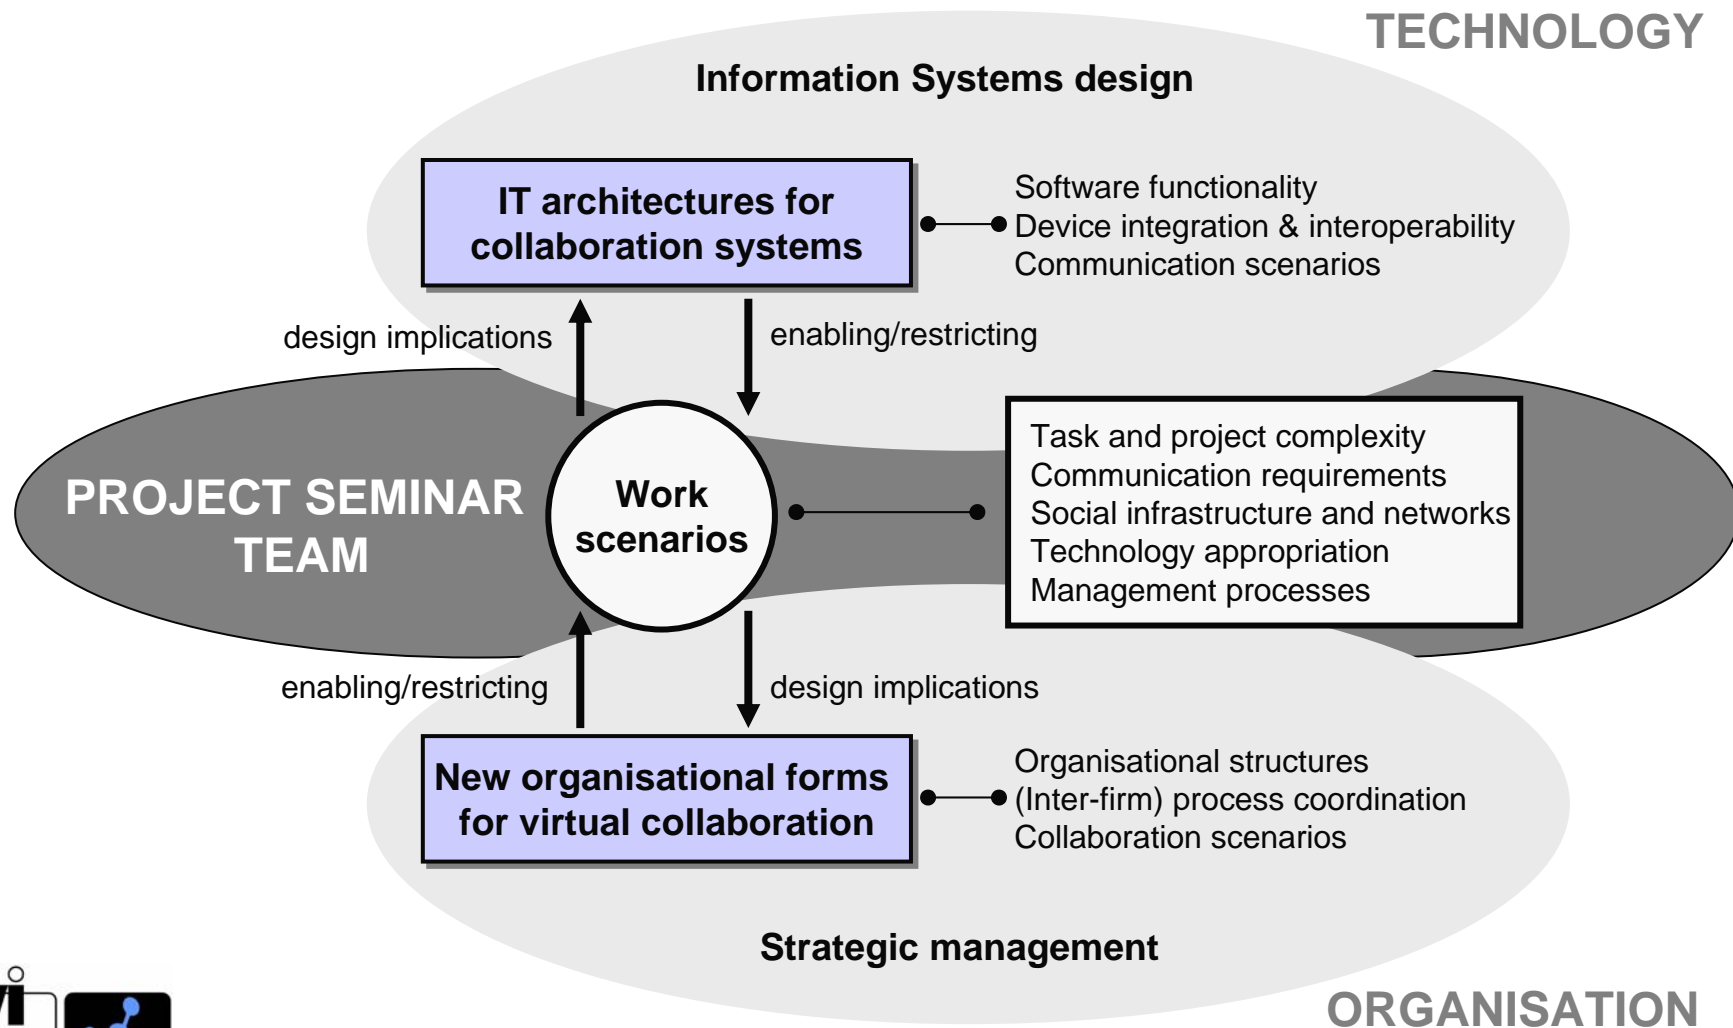 TECHNOLOGY
Information Systems design
IT architectures for
collaboration systems
Software functionality
Device integration & interoperability
Communication scenarios
design implications
enabling/restricting
PROJECT SEMINAR
TEAM
Work
scenarios
Task and project complexity
Communication requirements
Social infrastructure and networks
Technology appropriation
Management processes
enabling/restricting
design implications
New organisational forms
for virtual collaboration
Organisational structures
(Inter-firm) process coordination
Collaboration scenarios
Strategic management
ORGANISATION